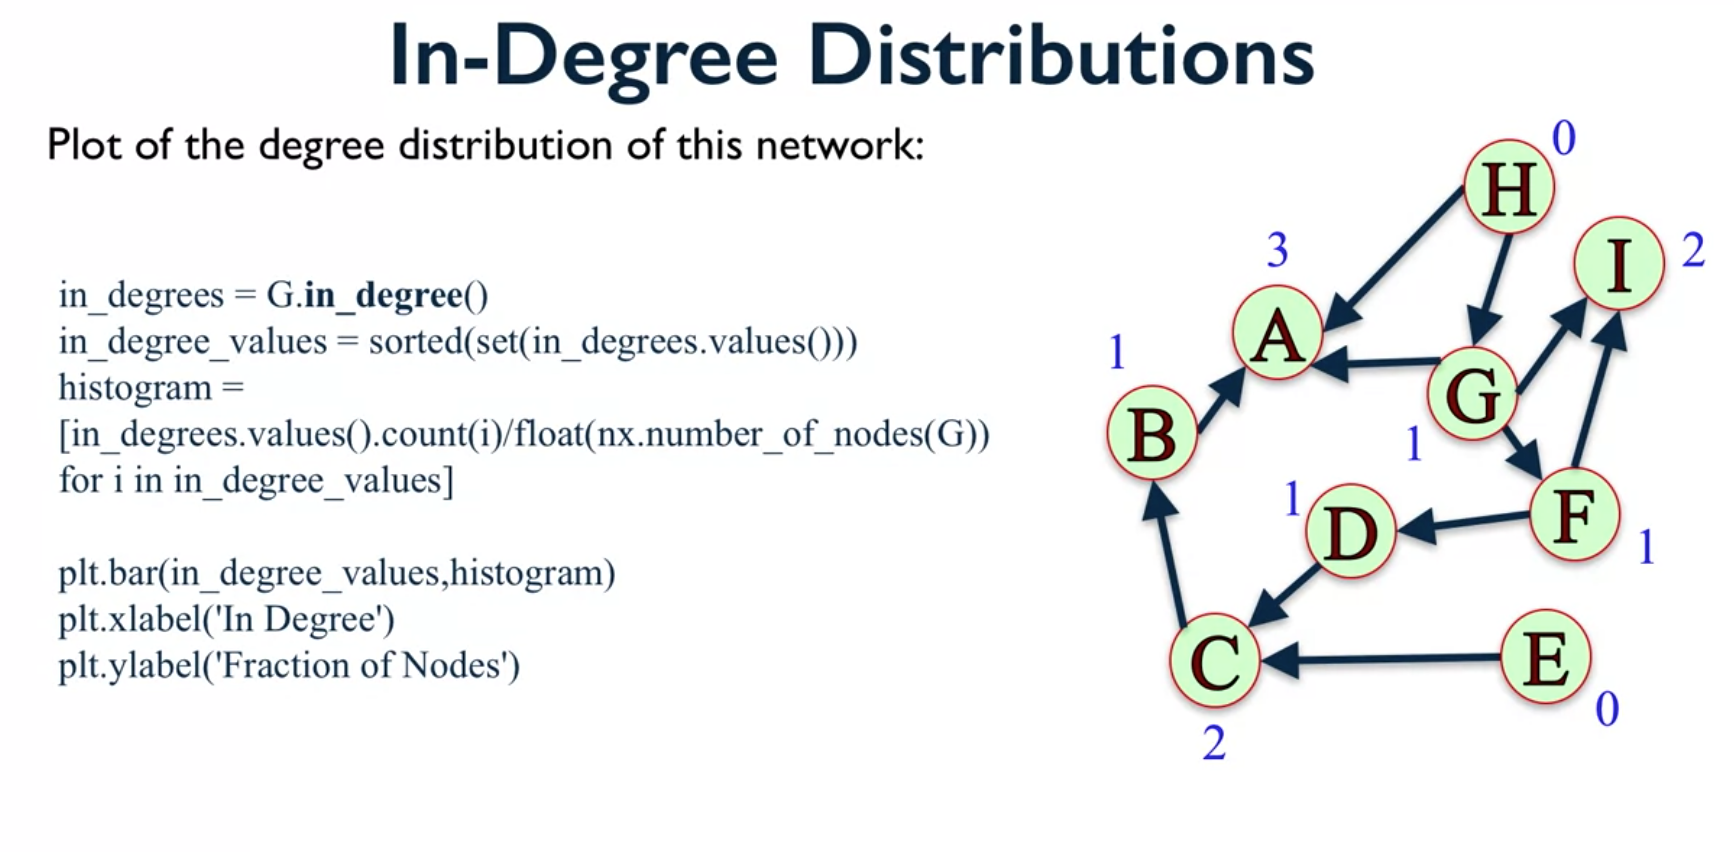 In-Degree Distributions
Plot of the degree distribution of this network:
in_degrees = G.in_degree()
in_degree_values = sorted(set(in_degrees.values()))
histogram =
[in_degrees.values().count(i)/float(nx.number_of_nodes(G))
for i in in_degree_values]
plt.bar(in_degree_values,histogram)
plt.xlabel('In Degree')
plt.ylabel('Fraction of Nodes')
H 0
I 2
3
A
1
B
G
1
1
D
F
1
C
2
E
0